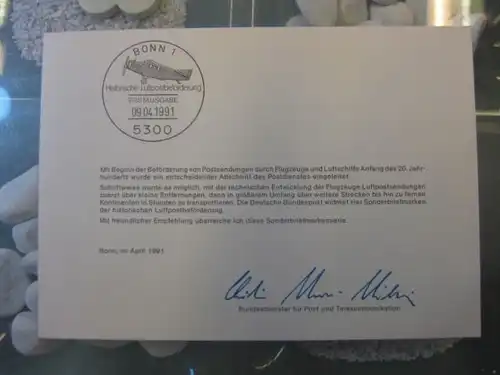 BONN 1
Historische Luftpostbeförderung
ERSTAUSGABE
09.04.1991
5300
Mit Beginn der Beförderung von Postsendungen durch Flugzeuge und Luftschiffe Anfang des 20. Jahr-
hunderts wurde ein entscheidender Abschnitt des Postdienstes eingeleitet.
Schrittweise wurde es möglich, mit der technischen Entwicklung der Flugzeuge Luftpostsendungen
zuerst über kleine Entfernungen, dann in größerem Umfang über weitere Strecken bis hin zu fernen
Kontinenten in Stunden zu transportieren. Die Deutsche Bundespost widmet vier Sonderbriefmarken
der historischen Luftpostbeförderung.
Mit freundlicher Empfehlung überreiche ich diese Sonderbriefmarkenserie.
Bonn, im April 1991
Bundesminister für Post und Telekommunikation